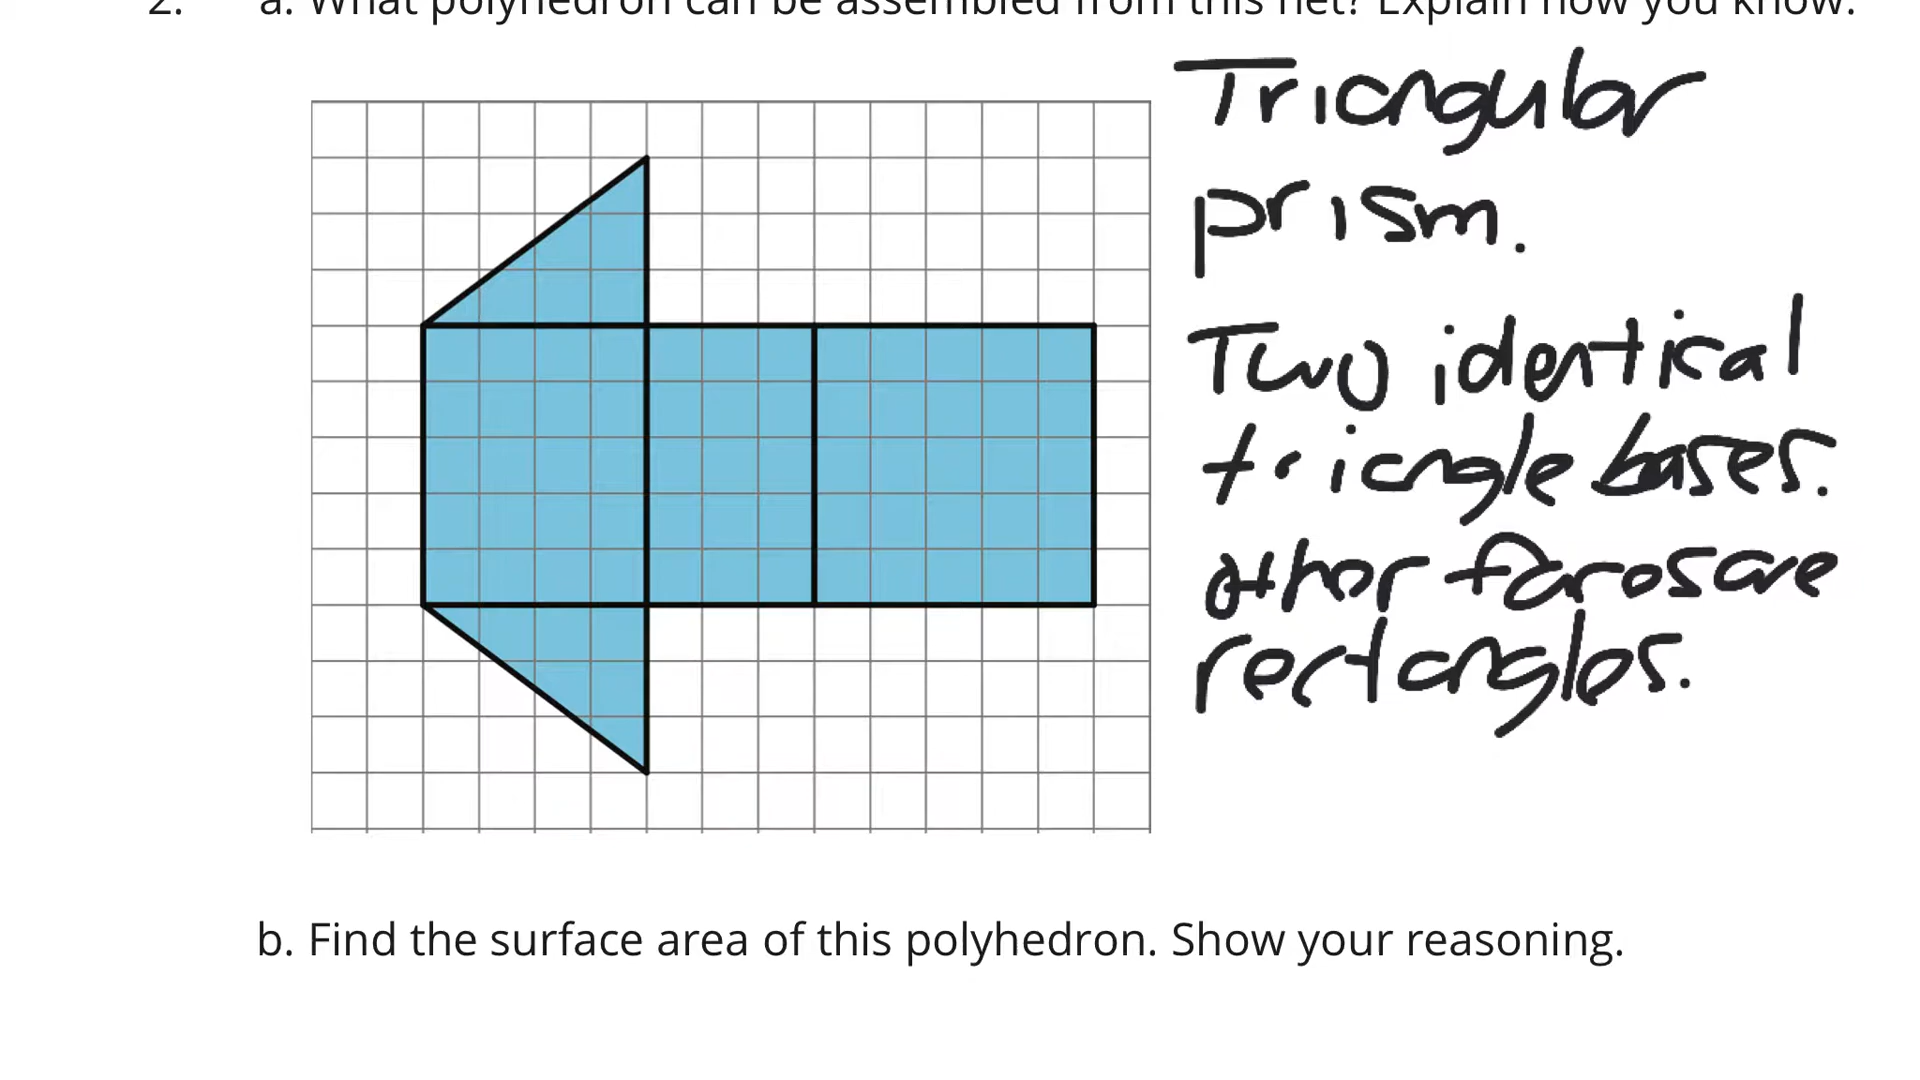 2. a. What polyhedron can be assembled from this net? Explain how you know.
Triangular
prism.
Two identical
triangle bases.
other faces are
rectangles.
b. Find the surface area of this polyhedron. Show your reasoning.